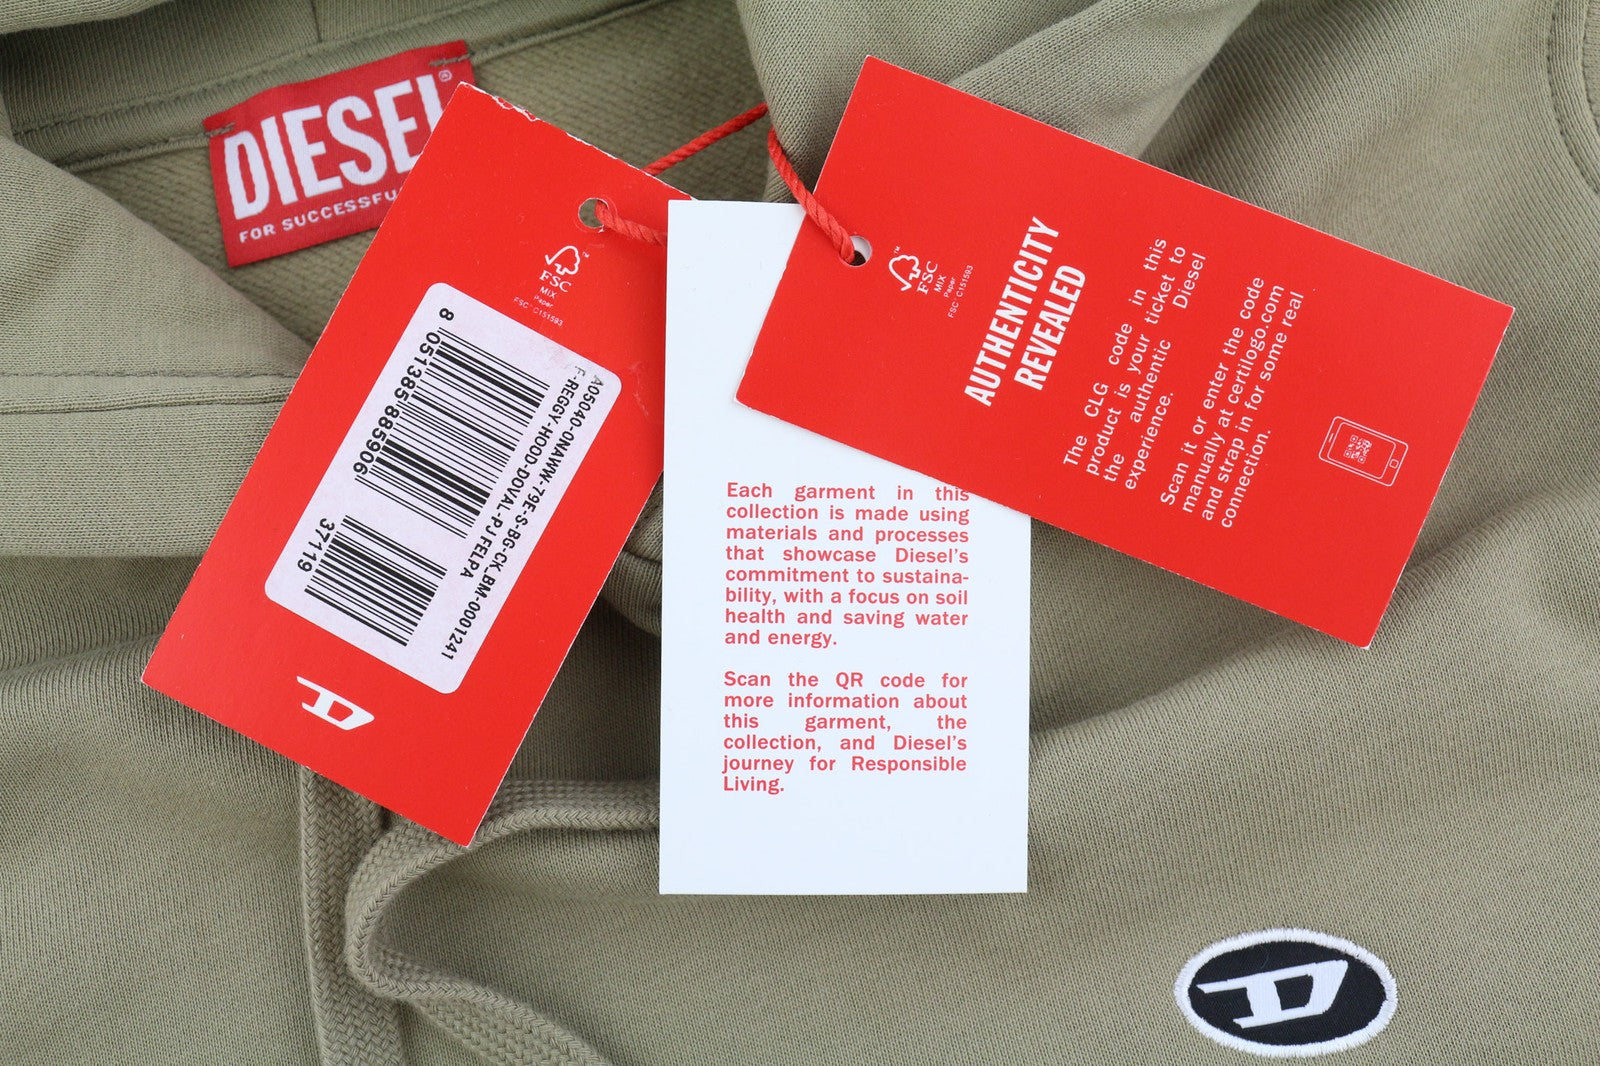 DIESEL®
FOR SUCCESSFU
FSC™
MIX
Paper
FSC® C151593
8 051385 885906
37119
A05040-0NAWW-79E-S-BG-CK_BM-0001241
F-REGGY-HOOD-DOVAL-PJ FELPA
D
Each garment in this
collection is made using
materials and processes
that showcase Diesel's
commitment to sustaina-
bility, with a focus on soil
health and saving water
and energy.
Scan the QR code for
more information about
this garment, the
collection, and Diesel's
journey for Responsible
Living.
FSC™
MIX
Paper
FSC® C151593
AUTHENTICITY
REVEALED
The CLG code in this
product is your ticket to
the authentic Diesel
experience.
Scan it or enter the code
manually at certilogo.com
and strap in for some real
connection.
D